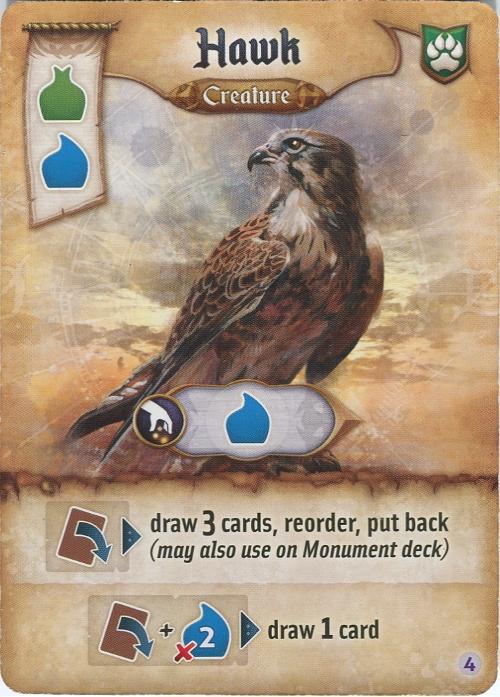 Hawk
Creature
draw 3 cards, reorder, put back
(may also use on Monument deck)
2
draw 1 card
4